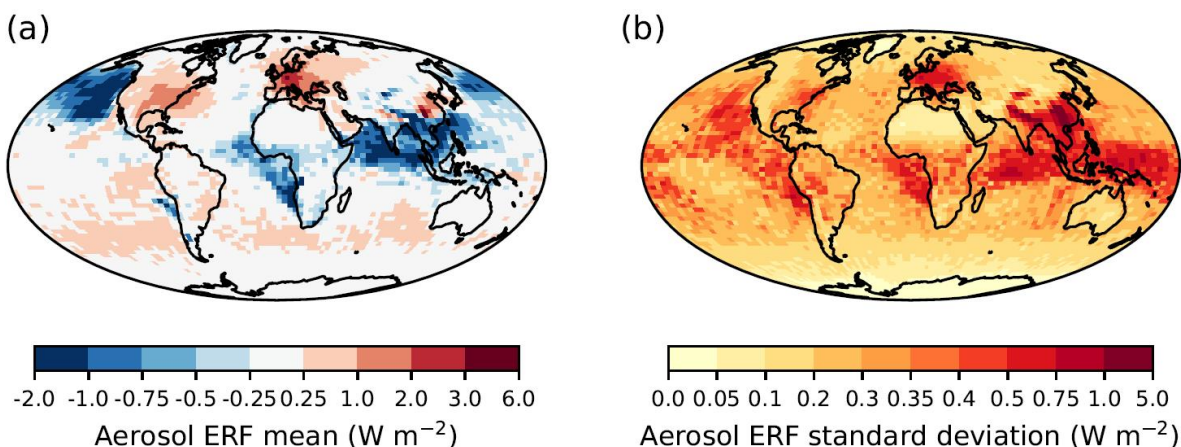 (a)
(b)
-2.0 -1.0 -0.75 -0.5 -0.25 0.25 1.0 2.0 3.0 6.0
Aerosol ERF mean (W m⁻²)
0.0 0.05 0.1 0.2 0.3 0.35 0.4 0.5 0.75 1.0 5.0
Aerosol ERF standard deviation (W m⁻²)